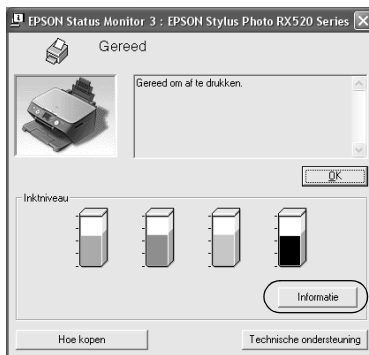 EPSON Status Monitor 3 : EPSON Stylus Photo RX520 Series
Gereed
Gereed om af te drukken.
OK
Inktniveau
Informatie
Hoe kopen
Technische ondersteuning